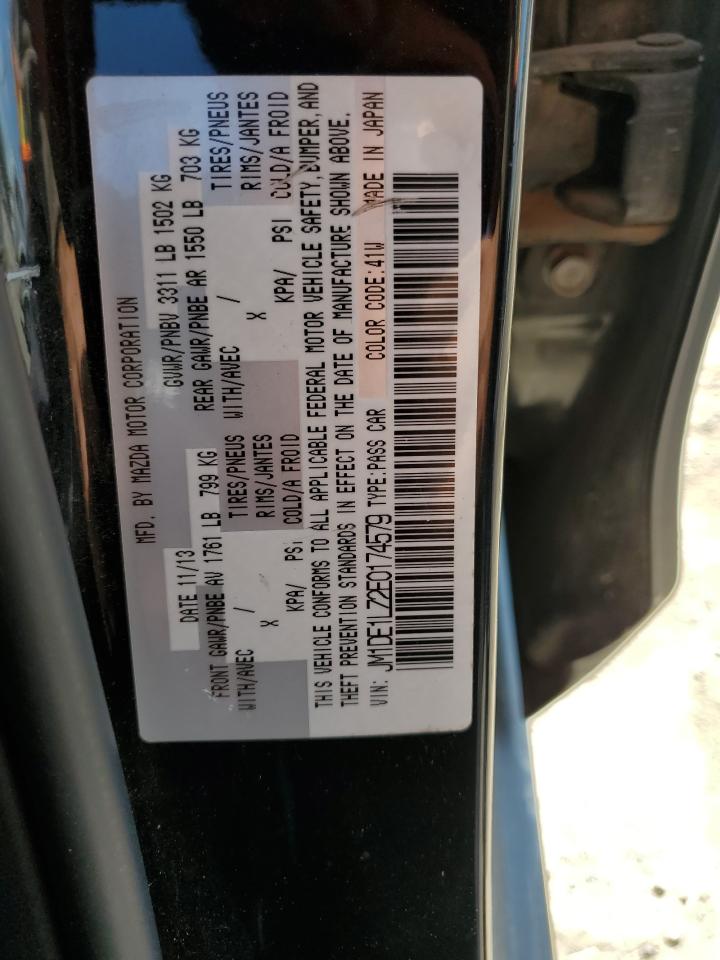 MFD. BY MAZDA MOTOR CORPORATION
DATE 11/13 GVWR/PNBV 3311 LB 1502 KG
FRONT GAWR/PNBE AV 1761 LB 799 KG REAR GAWR/PNBE AR 1550 LB 703 KG
WITH/AVEC TIRES/PNEUS WITH/AVEC / TIRES/PNEUS
X RIMS/JANTES X RIMS/JANTES
KPA/ PSI COLD/A FROID KPA/ PSI COLD/A FROID
THIS VEHICLE CONFORMS TO ALL APPLICABLE FEDERAL MOTOR VEHICLE SAFETY, BUMPER, AND
THEFT PREVENTION STANDARDS IN EFFECT ON THE DATE OF MANUFACTURE SHOWN ABOVE.
VIN: JM1DE1LZ2E0174579 TYPE:PASS CAR COLOR CODE:41W MADE IN JAPAN